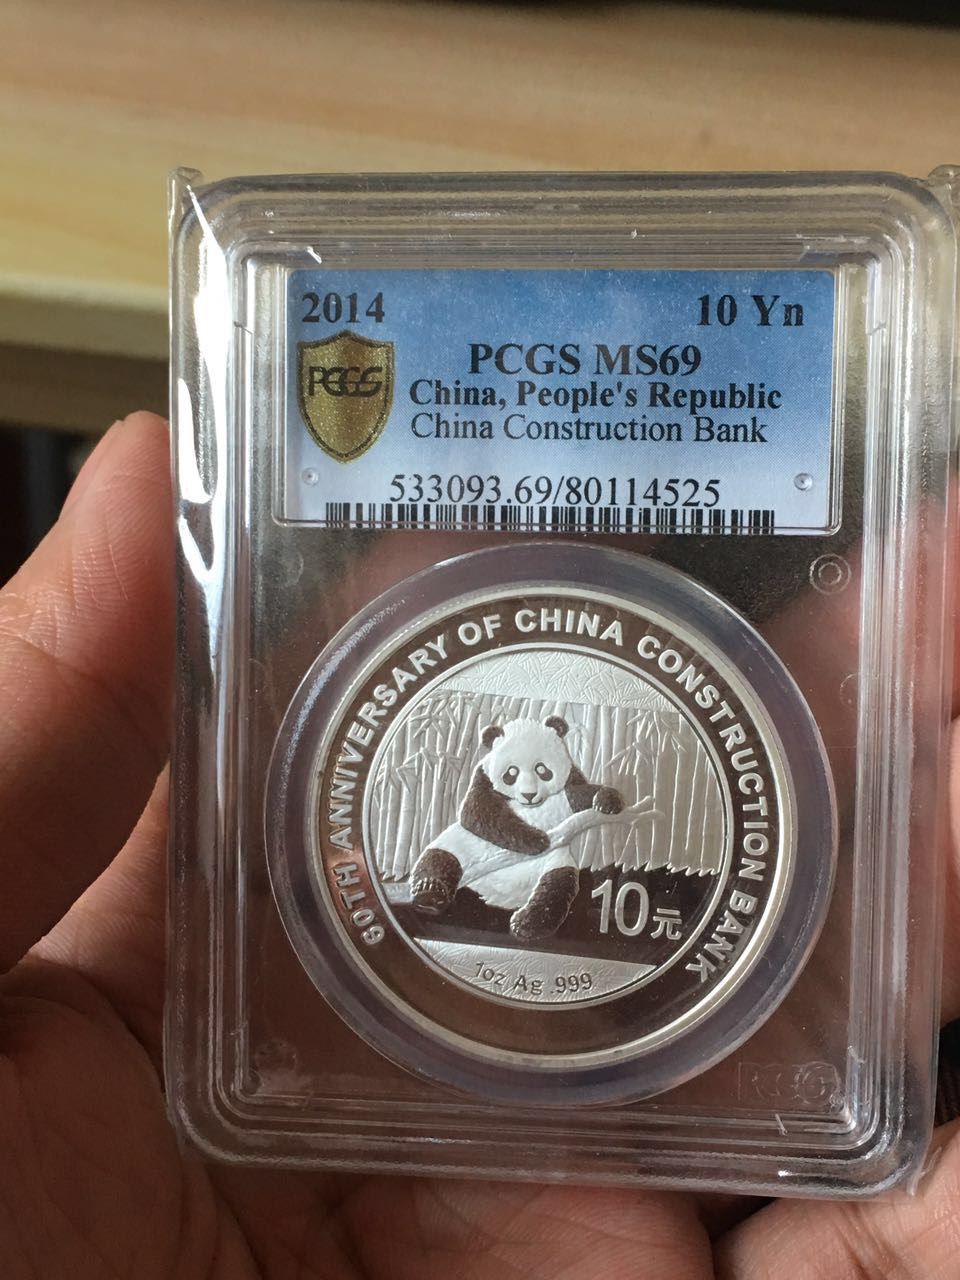 2014
10 Yn
PCGS
PCGS MS69
China, People's Republic
China Construction Bank
533093.69/80114525
60TH ANNIVERSARY OF CHINA CONSTRUCTION BANK
10元
1oz Ag .999
PCGS